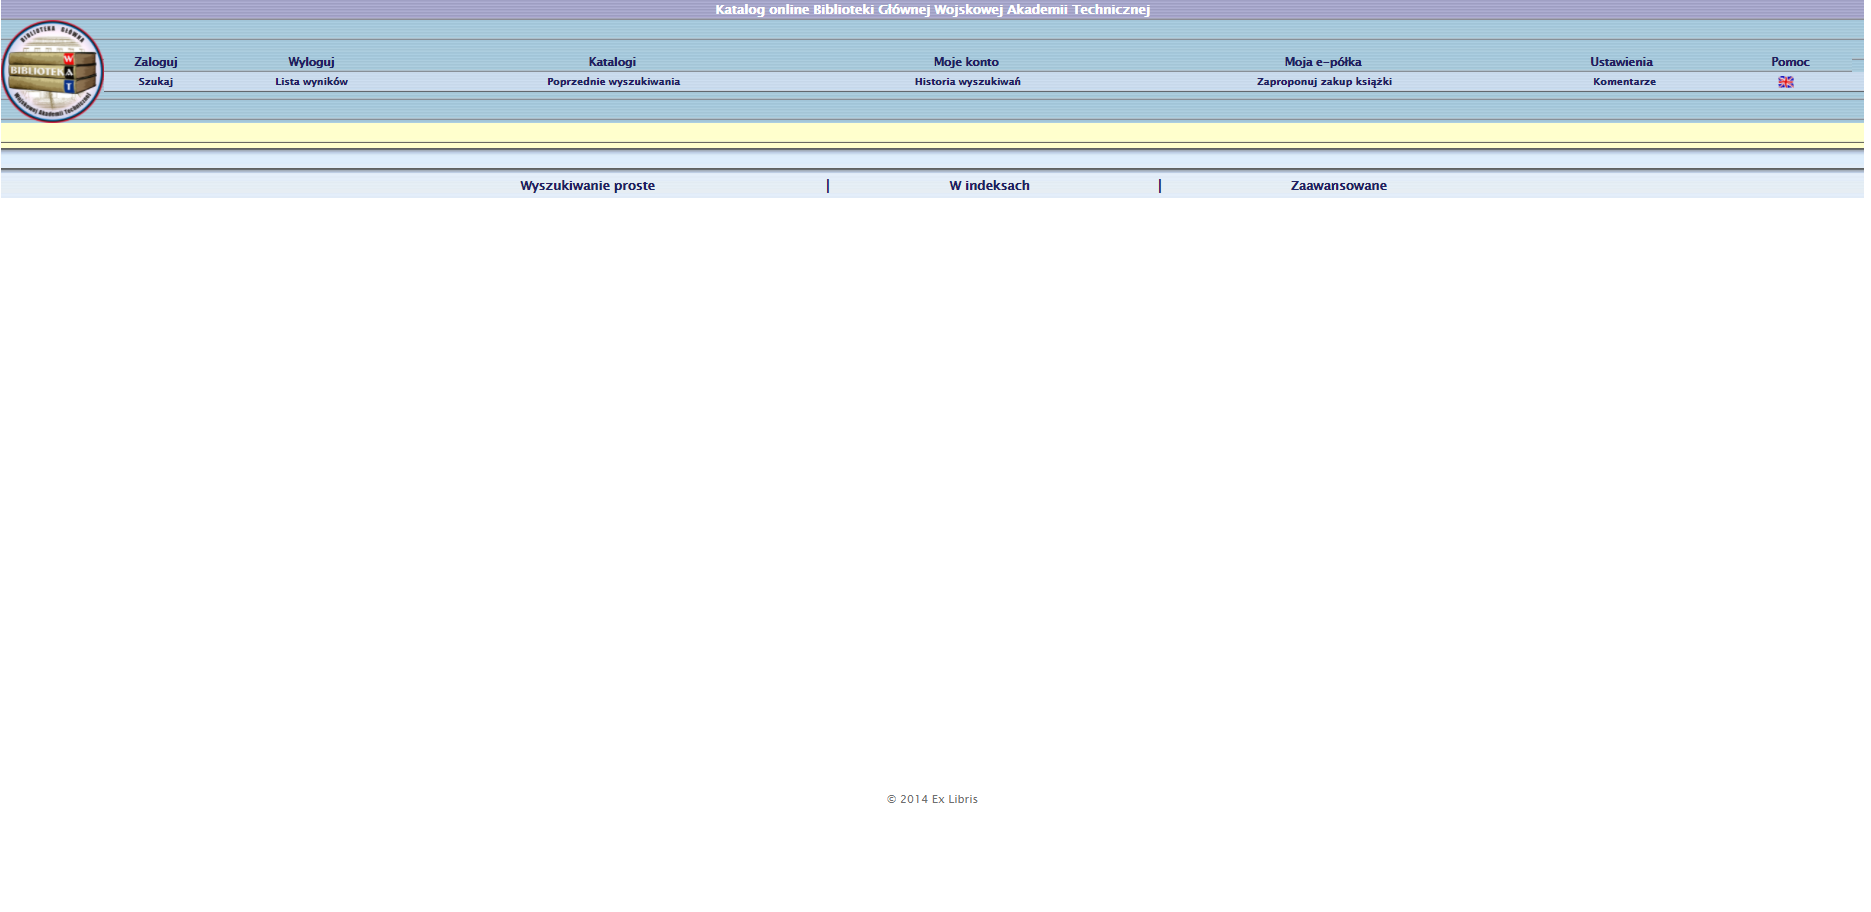 Katalog online Biblioteki Głównej Wojskowej Akademii Technicznej
BIBLIOTEKA GŁÓWNA
BIBLIOTEKA
W
A
T
Wojskowej Akademii Technicznej
Zaloguj Wyloguj Katalogi Moje konto Moja e-półka Ustawienia Pomoc
Szukaj Lista wyników Poprzednie wyszukiwania Historia wyszukiwań Zaproponuj zakup książki Komentarze
Wyszukiwanie proste | W indeksach | Zaawansowane
© 2014 Ex Libris